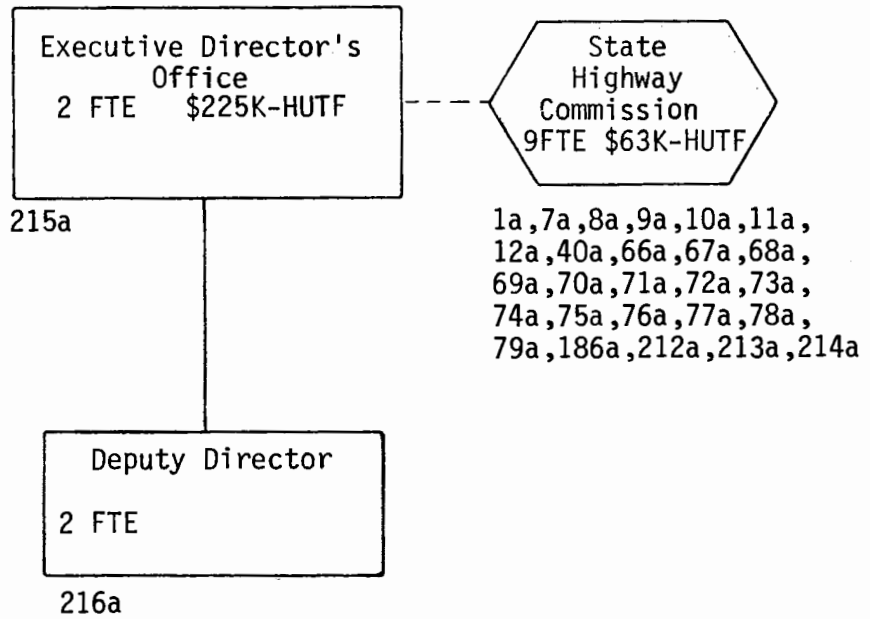 Executive Director's
Office
2 FTE $225K-HUTF
215a
State
Highway
Commission
9FTE $63K-HUTF
1a,7a,8a,9a,10a,11a,
12a,40a,66a,67a,68a,
69a,70a,71a,72a,73a,
74a,75a,76a,77a,78a,
79a,186a,212a,213a,214a
Deputy Director
2 FTE
216a